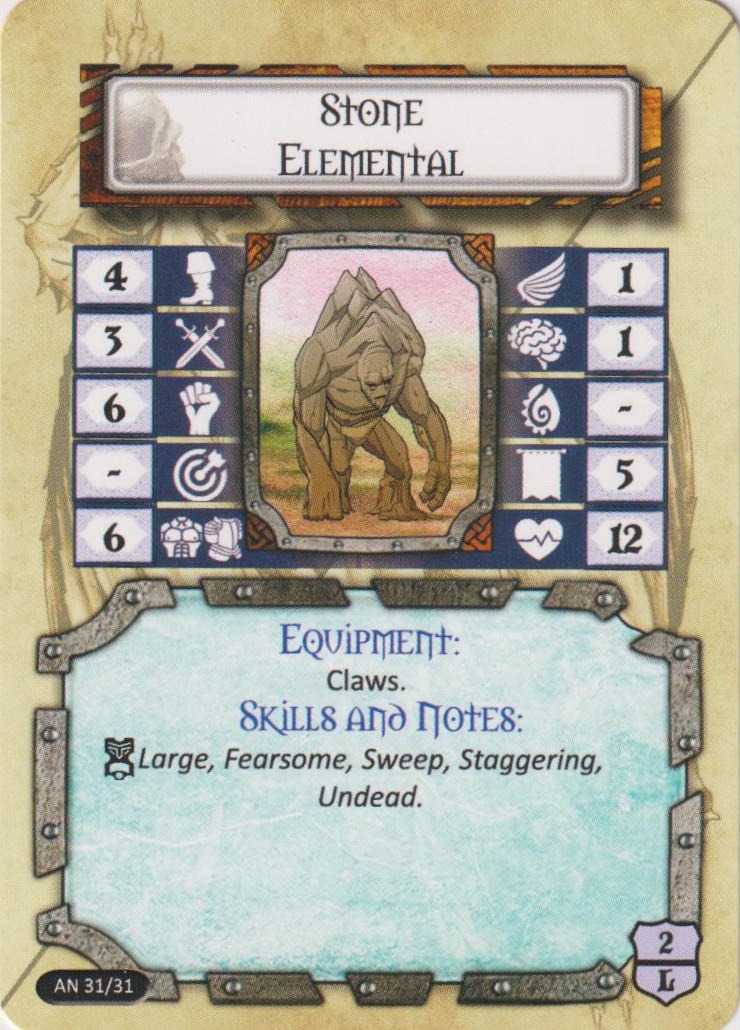 Stone
Elemental
4 1
3 1
6 -
- 5
6 12
Equipment:
Claws.
Skills and Notes:
Large, Fearsome, Sweep, Staggering,
Undead.
2
L
AN 31/31